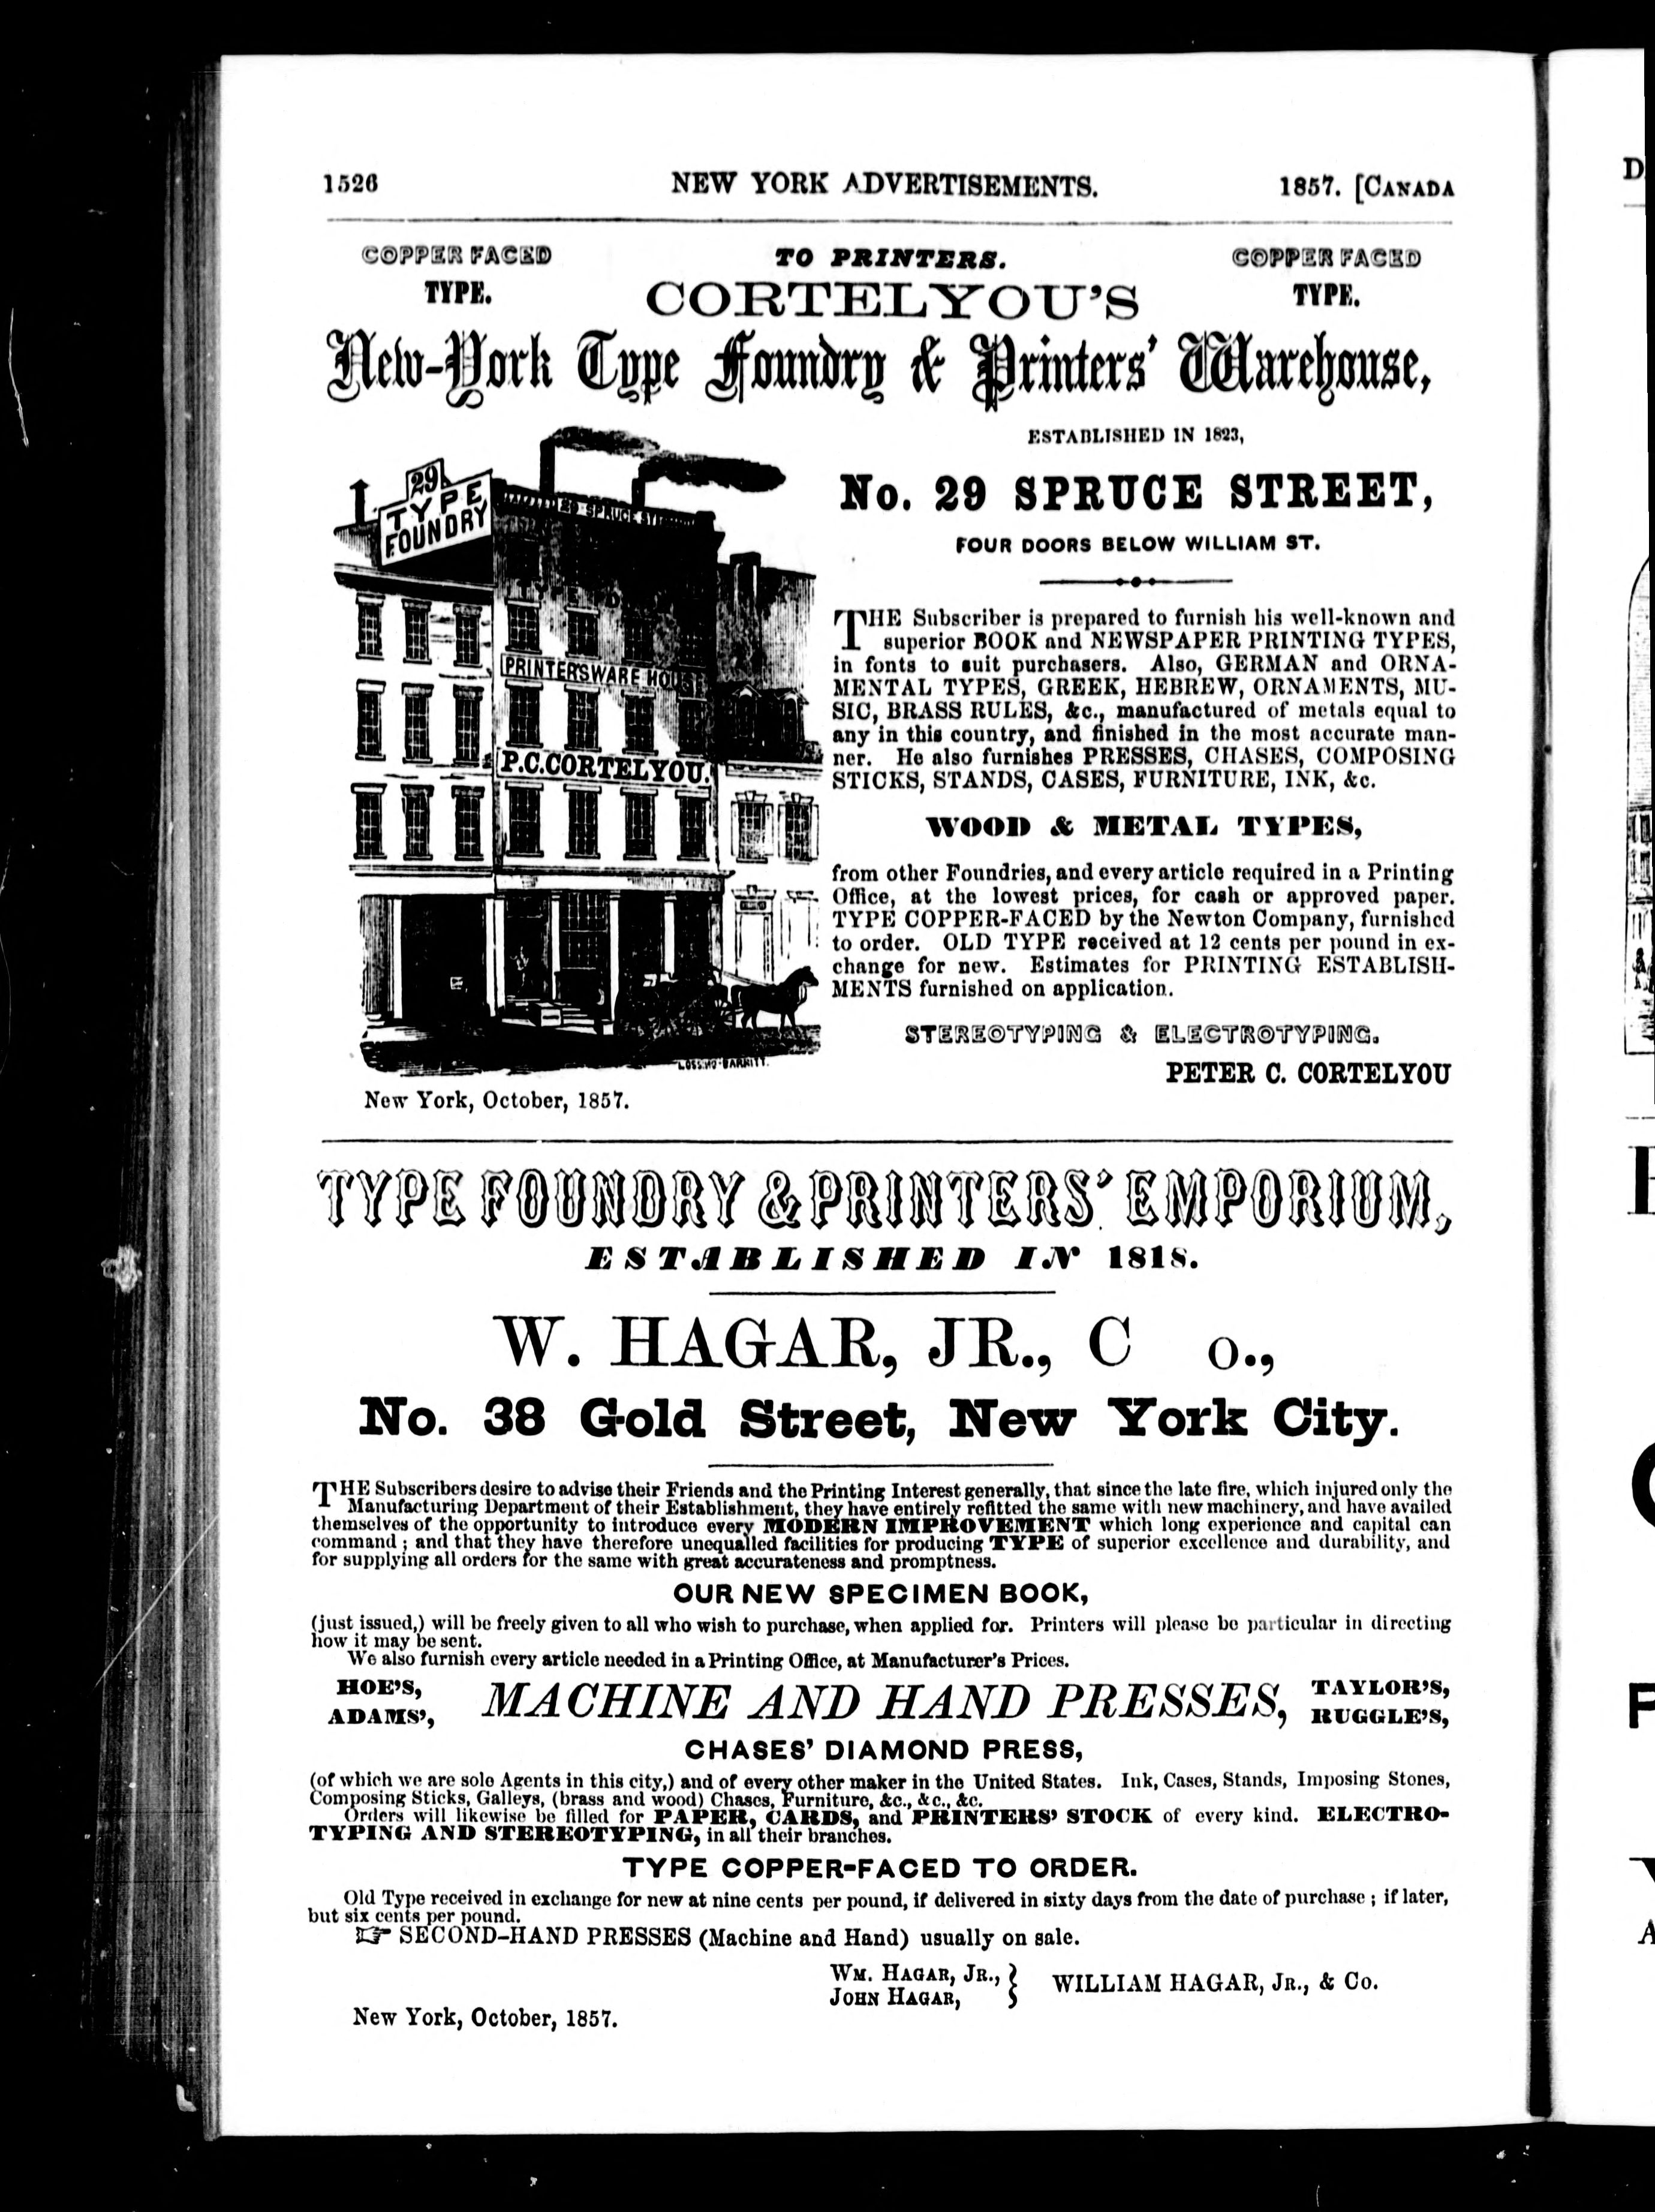 1526 NEW YORK ADVERTISEMENTS. 1857. [CANADA
COPPER FACED TYPE.
TO PRINTERS.
COPPER FACED TYPE.
CORTELYOU'S
New-York Type Foundry & Printers' Warehouse,
ESTABLISHED IN 1823,
No. 29 SPRUCE STREET,
FOUR DOORS BELOW WILLIAM ST.
29
TYPE
FOUNDRY
29 SPRUCE ST
PRINTER'S WARE HOUSE
P.C. CORTELYOU.
THE Subscriber is prepared to furnish his well-known and
superior BOOK and NEWSPAPER PRINTING TYPES,
in fonts to suit purchasers. Also, GERMAN and ORNA-
MENTAL TYPES, GREEK, HEBREW, ORNAMENTS, MU-
SIC, BRASS RULES, &c., manufactured of metals equal to
any in this country, and finished in the most accurate man-
ner. He also furnishes PRESSES, CHASES, COMPOSING
STICKS, STANDS, CASES, FURNITURE, INK, &c.
WOOD & METAL TYPES,
from other Foundries, and every article required in a Printing
Office, at the lowest prices, for cash or approved paper.
TYPE COPPER-FACED by the Newton Company, furnished
to order. OLD TYPE received at 12 cents per pound in ex-
change for new. Estimates for PRINTING ESTABLISH-
MENTS furnished on application.
STEREOTYPING & ELECTROTYPING.
PETER C. CORTELYOU
LOSSING-BARRITT.
New York, October, 1857.
TYPE FOUNDRY & PRINTERS' EMPORIUM,
ESTABLISHED IN 1818.
W. HAGAR, JR., C o.,
No. 38 Gold Street, New York City.
THE Subscribers desire to advise their Friends and the Printing Interest generally, that since the late fire, which injured only the
Manufacturing Department of their Establishment, they have entirely refitted the same with new machinery, and have availed
themselves of the opportunity to introduce every MODERN IMPROVEMENT which long experience and capital can
command ; and that they have therefore unequalled facilities for producing TYPE of superior excellence and durability, and
for supplying all orders for the same with great accurateness and promptness.
OUR NEW SPECIMEN BOOK,
(just issued,) will be freely given to all who wish to purchase, when applied for. Printers will please be particular in directing
how it may be sent.
We also furnish every article needed in a Printing Office, at Manufacturer's Prices.
HOE'S,
ADAMS',
MACHINE AND HAND PRESSES,
TAYLOR'S,
RUGGLE'S,
CHASES' DIAMOND PRESS,
(of which we are sole Agents in this city,) and of every other maker in the United States. Ink, Cases, Stands, Imposing Stones,
Composing Sticks, Galleys, (brass and wood) Chases, Furniture, &c., &c., &c.
Orders will likewise be filled for PAPER, CARDS, and PRINTERS' STOCK of every kind. ELECTRO-
TYPING AND STEREOTYPING, in all their branches.
TYPE COPPER-FACED TO ORDER.
Old Type received in exchange for new at nine cents per pound, if delivered in sixty days from the date of purchase ; if later,
but six cents per pound.
☞ SECOND-HAND PRESSES (Machine and Hand) usually on sale.
WM. HAGAR, JR.,
JOHN HAGAR, } WILLIAM HAGAR, JR., & CO.
New York, October, 1857.